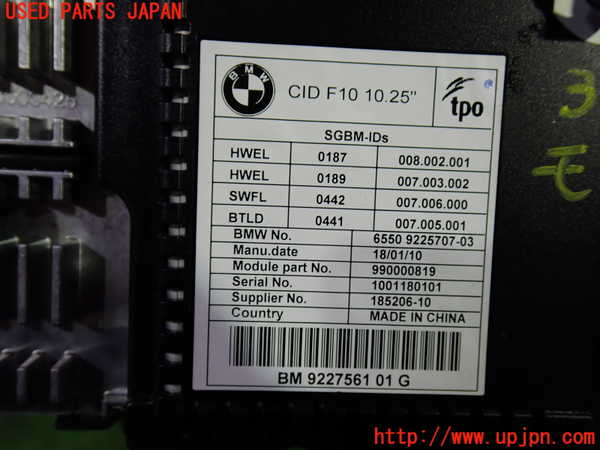 USED PARTS JAPAN
BMW
CID F10 10.25"
tpo
SGBM-IDs
HWEL 0187 008.002.001
HWEL 0189 007.003.002
SWFL 0442 007.006.000
BTLD 0441 007.005.001
BMW No. 6550 9225707-03
Manu.date 18/01/10
Module part No. 990000819
Serial No. 1001180101
Supplier No. 185206-10
Country MADE IN CHINA
BM 9227561 01 G
3
モ
http://www.upjpn.com/